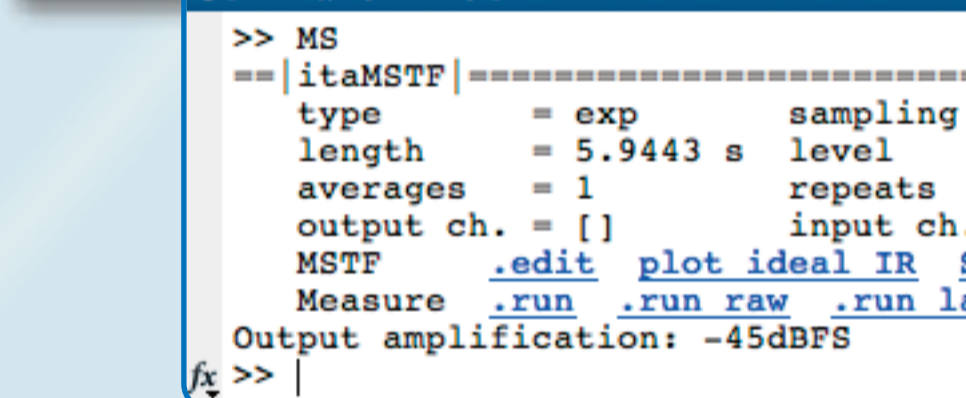 >> MS
==|itaMSTF|==========================
type = exp sampling
length = 5.9443 s level
averages = 1 repeats
output ch. = [] input ch.
MSTF .edit plot ideal IR
Measure .run .run raw .run la
Output amplification: -45dBFS
fx >>